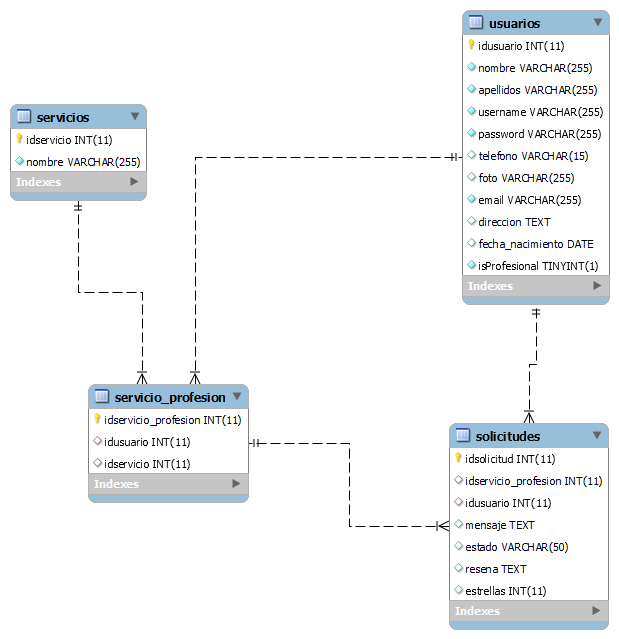 usuarios
idusuario INT(11)
nombre VARCHAR(255)
apellidos VARCHAR(255)
username VARCHAR(255)
password VARCHAR(255)
telefono VARCHAR(15)
foto VARCHAR(255)
email VARCHAR(255)
direccion TEXT
fecha_nacimiento DATE
isProfesional TINYINT(1)
Indexes
servicios
idservicio INT(11)
nombre VARCHAR(255)
Indexes
servicio_profesion
idservicio_profesion INT(11)
idusuario INT(11)
idservicio INT(11)
Indexes
solicitudes
idsolicitud INT(11)
idservicio_profesion INT(11)
idusuario INT(11)
mensaje TEXT
estado VARCHAR(50)
resena TEXT
estrellas INT(11)
Indexes